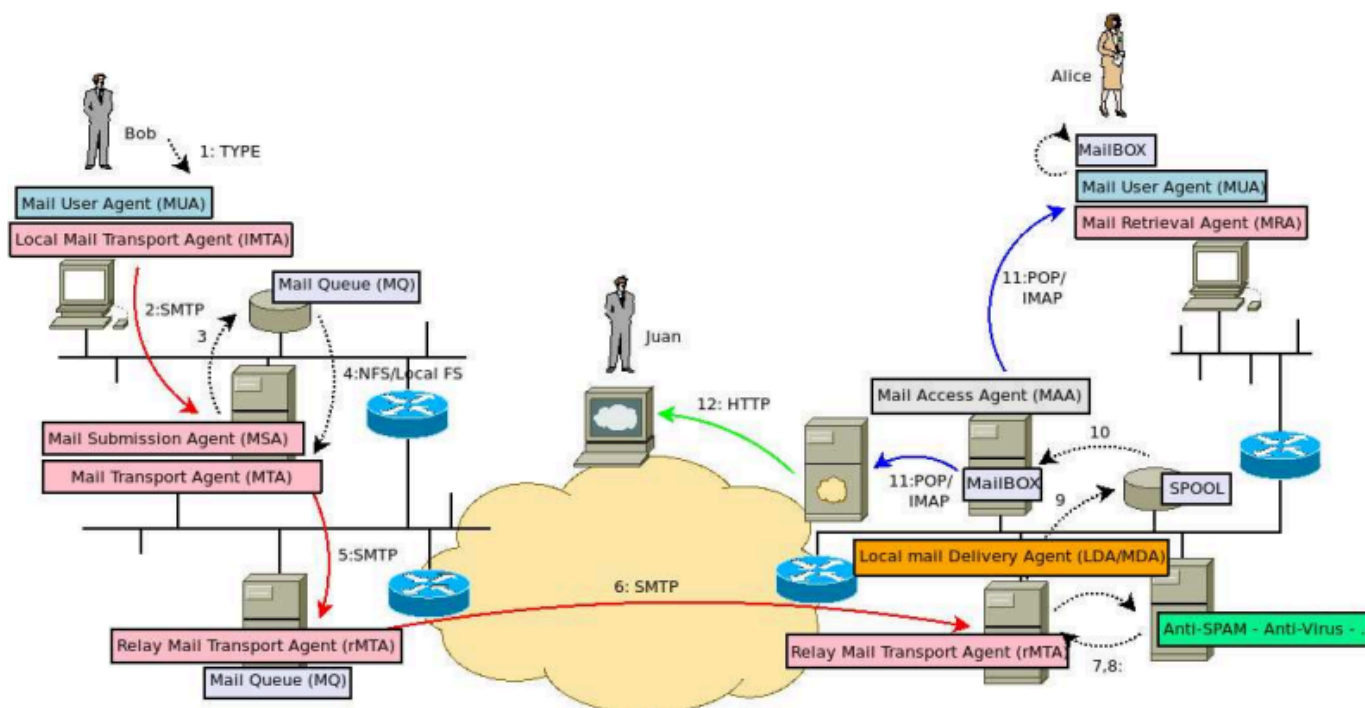 Alice
Bob
1: TYPE
MailBOX
Mail User Agent (MUA)
Mail User Agent (MUA)
Local Mail Transport Agent (lMTA)
Mail Retrieval Agent (MRA)
Mail Queue (MQ)
2:SMTP
3
11:POP/
IMAP
Juan
4:NFS/Local FS
Mail Access Agent (MAA)
12: HTTP
Mail Submission Agent (MSA)
10
Mail Transport Agent (MTA)
11:POP/
IMAP
MailBOX
SPOOL
9
5:SMTP
Local mail Delivery Agent (LDA/MDA)
6: SMTP
Relay Mail Transport Agent (rMTA)
Anti-SPAM - Anti-Virus - ..
Relay Mail Transport Agent (rMTA)
7,8:
Mail Queue (MQ)